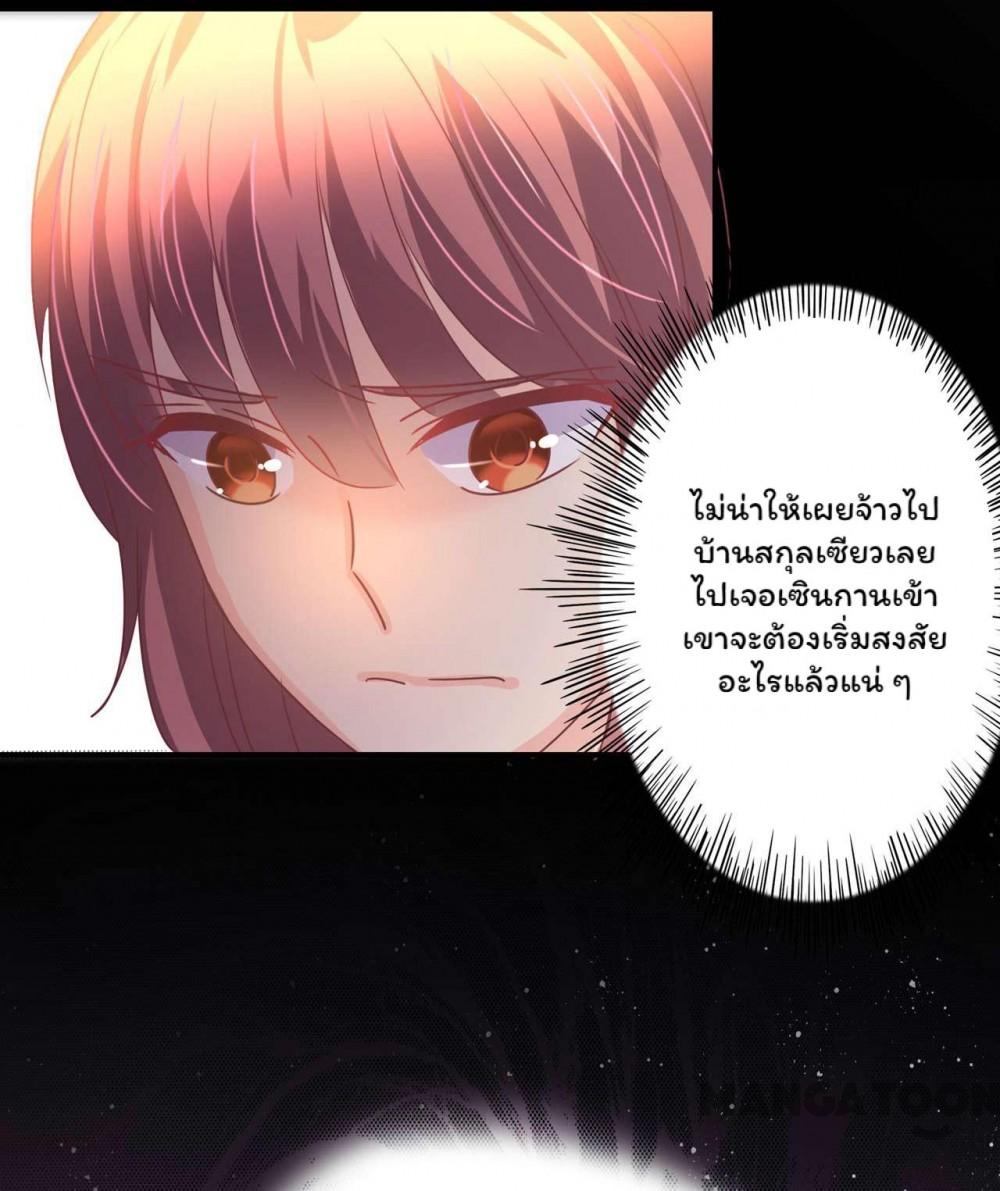 ไม่น่าให้เผยจ้าวไป
บ้านสกุลเซียวเลย
ไปเจอเซินกานเข้า
เขาจะต้องเริ่มสงสัย
อะไรแล้วแน่ ๆ
MANGATOON